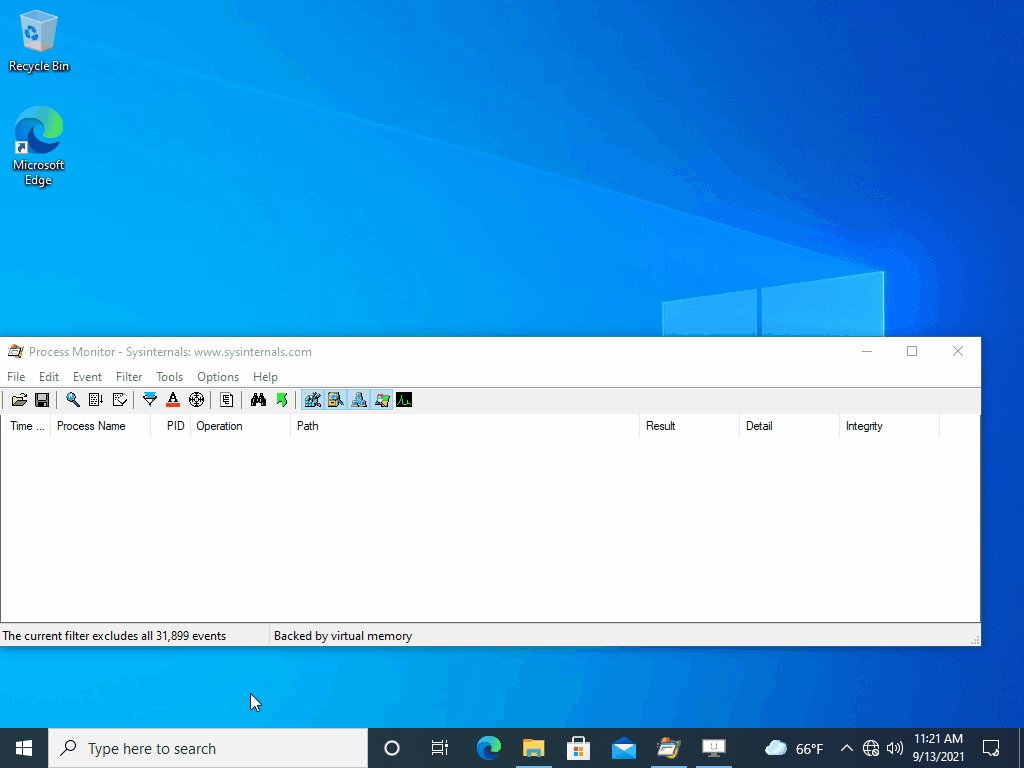 Recycle Bin
Microsoft
Edge
Process Monitor - Sysinternals: www.sysinternals.com
File Edit Event Filter Tools Options Help
Time ... Process Name PID Operation Path Result Detail Integrity
The current filter excludes all 31,899 events Backed by virtual memory
Type here to search 66°F 11:21 AM
9/13/2021